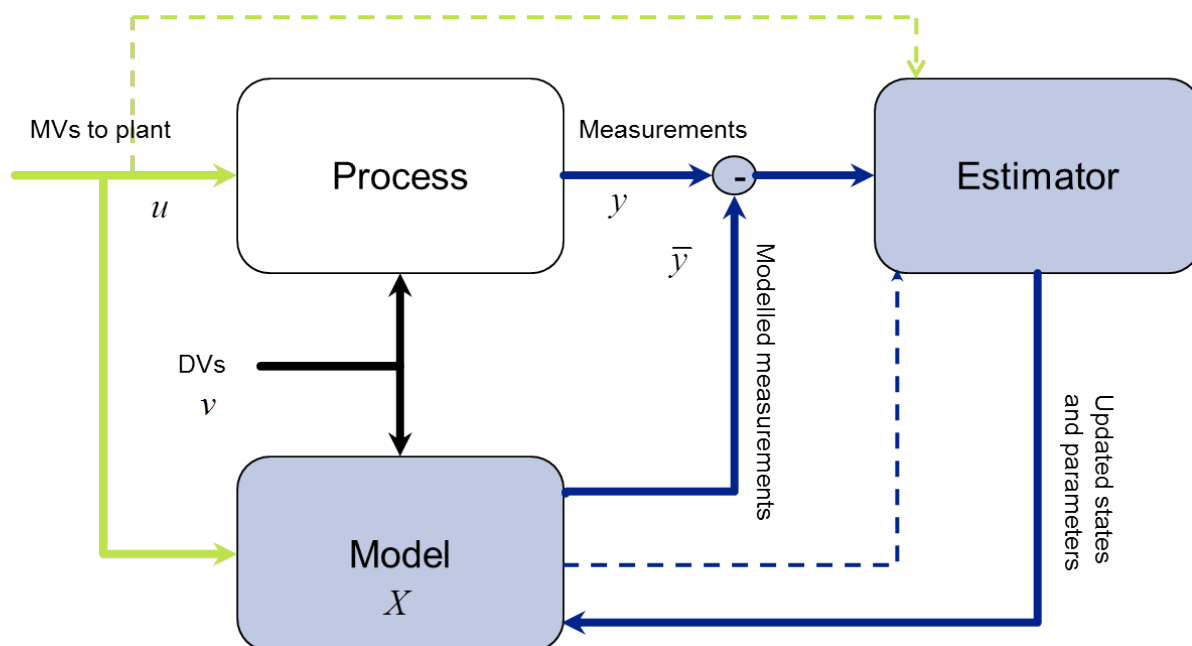 MVs to plant
u
Process
Measurements
y
-
Estimator
y̅
Modelled measurements
DVs
v
Model
X
Updated states
and parameters